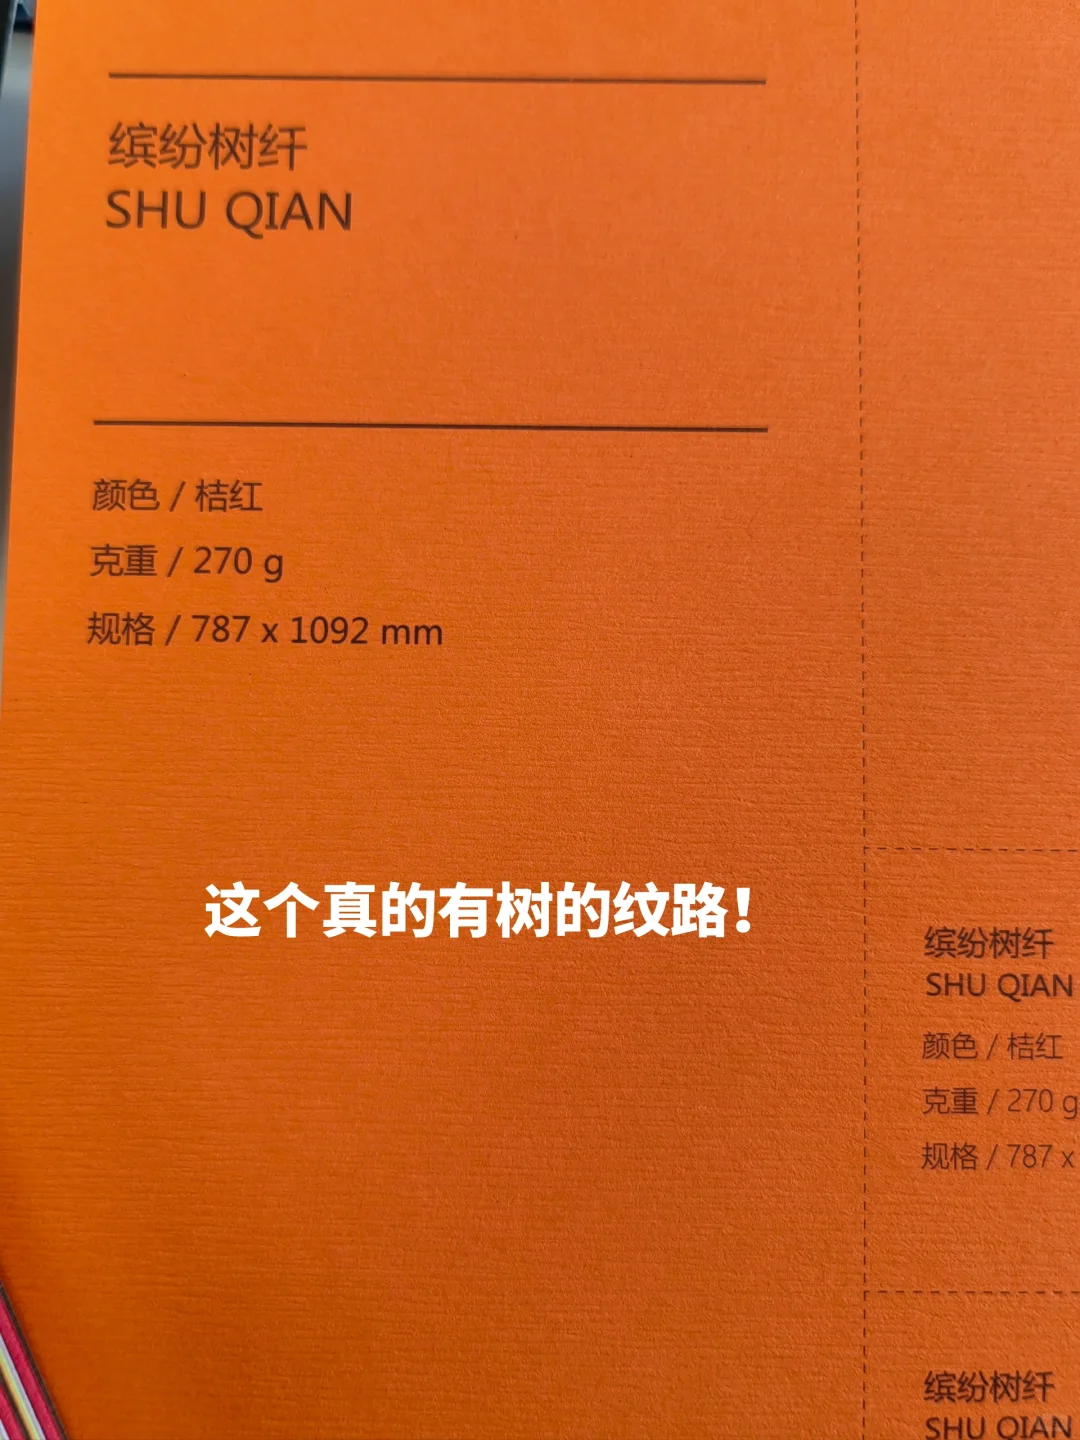 缤纷树纤
SHU QIAN
颜色 / 桔红
克重 / 270 g
规格 / 787 x 1092 mm
这个真的有树的纹路！
缤纷树纤
SHU QIAN
颜色 / 桔红
克重 / 270 g
规格 / 787 x
缤纷树纤
SHU QIAN